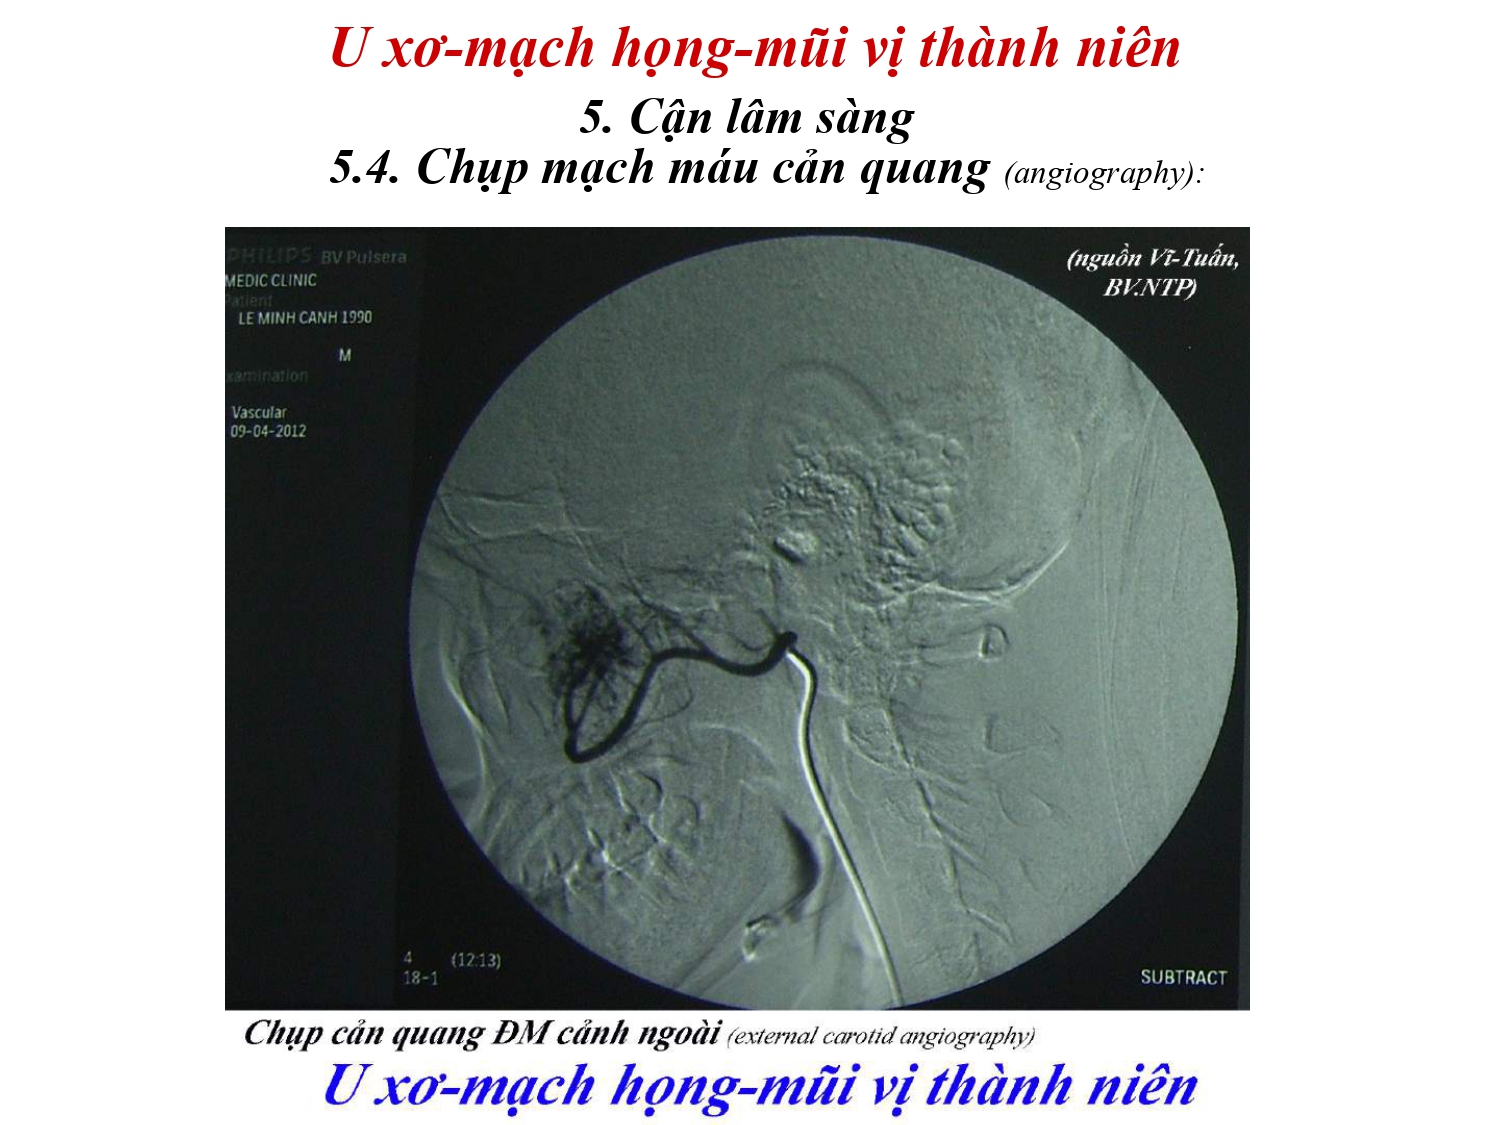 U xơ-mạch họng-mũi vị thành niên
5. Cận lâm sàng
5.4. Chụp mạch máu cản quang (angiography):
PHILIPS BV Pulsera
MEDIC CLINIC
Patient
LE MINH CANH 1990
M
xamination
Vascular
09-04-2012
(nguồn Vĩ-Tuấn,
BV.NTP)
4 (12:13)
18-1
SUBTRACT
Chụp cản quang ĐM cảnh ngoài (external carotid angiography)
U xơ-mạch họng-mũi vị thành niên